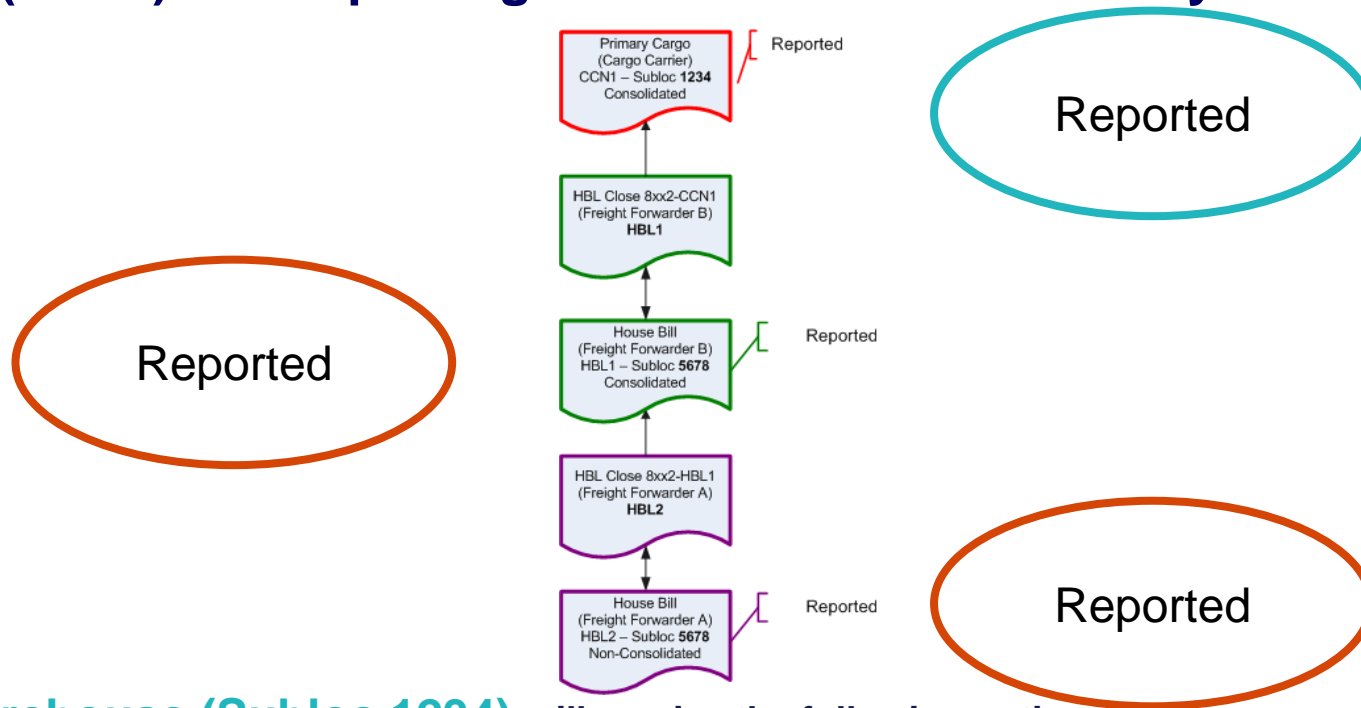 Primary Cargo
(Cargo Carrier)
CCN1 – Subloc 1234
Consolidated
Reported
Reported
HBL Close 8xx2-CCN1
(Freight Forwarder B)
HBL1
House Bill
(Freight Forwarder B)
HBL1 – Subloc 5678
Consolidated
Reported
Reported
HBL Close 8xx2-HBL1
(Freight Forwarder A)
HBL2
House Bill
(Freight Forwarder A)
HBL2 – Subloc 5678
Non-Consolidated
Reported
Reported